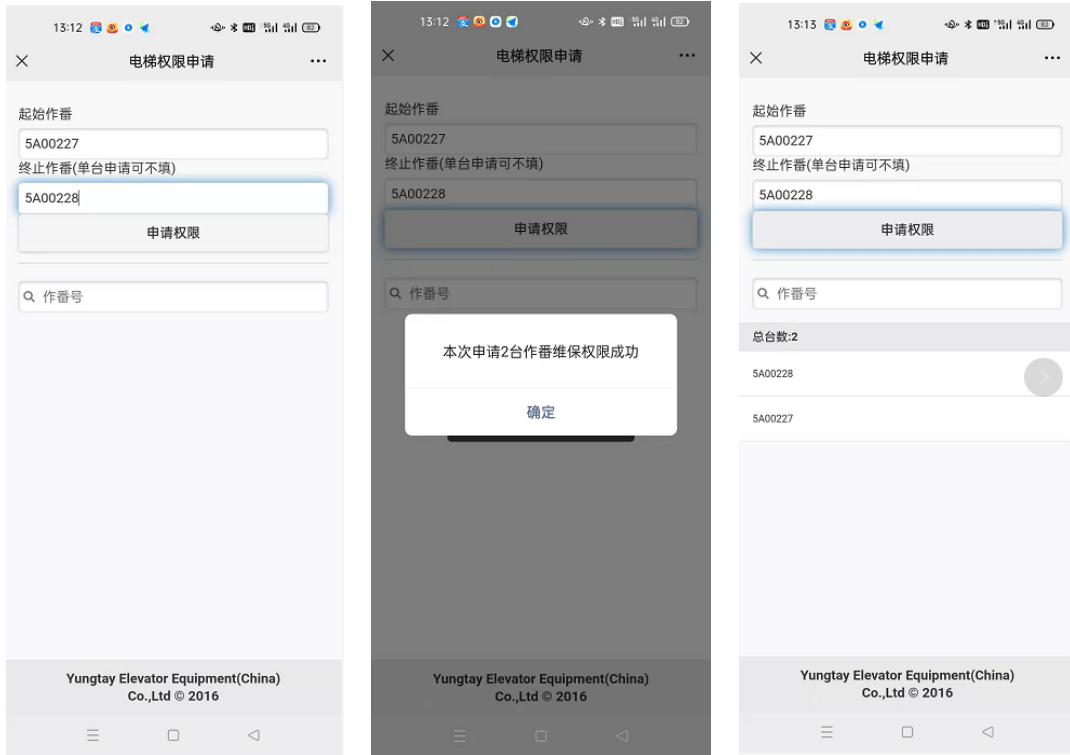 13:12
电梯权限申请
起始作番
5A00227
终止作番(单台申请可不填)
5A00228
申请权限
作番号
Yungtay Elevator Equipment(China)
Co.,Ltd © 2016
13:12
电梯权限申请
起始作番
5A00227
终止作番(单台申请可不填)
5A00228
申请权限
作番号
本次申请2台作番维保权限成功
确定
Yungtay Elevator Equipment(China)
Co.,Ltd © 2016
13:13
电梯权限申请
起始作番
5A00227
终止作番(单台申请可不填)
5A00228
申请权限
作番号
总台数:2
5A00228
5A00227
Yungtay Elevator Equipment(China)
Co.,Ltd © 2016